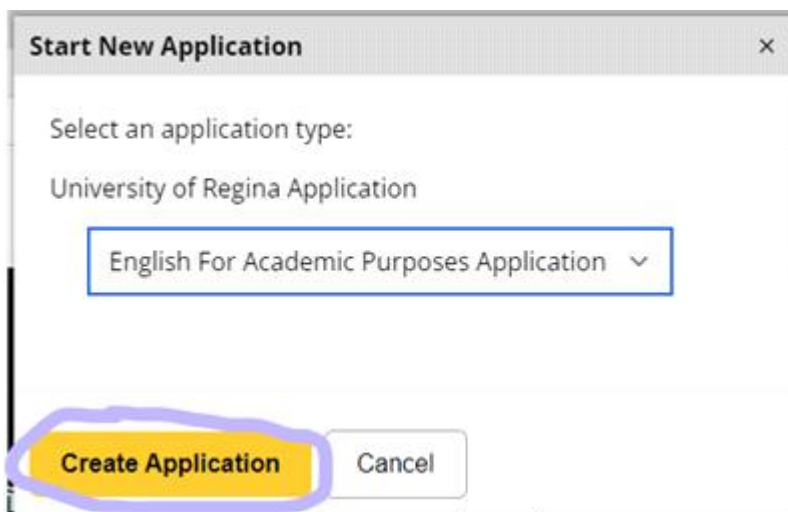 Start New Application ×
Select an application type:
University of Regina Application
English For Academic Purposes Application
Create Application Cancel